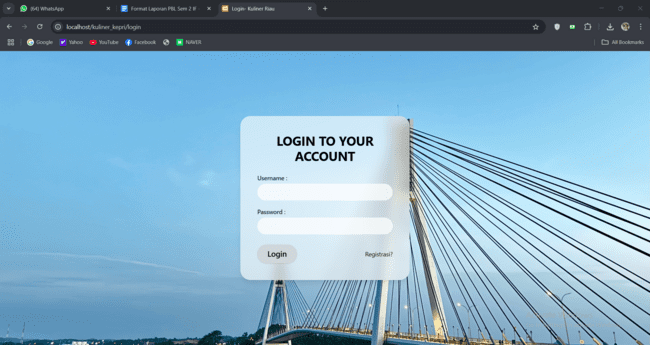 (64) WhatsApp
Format Laporan PBL Sem 2 IF
Login- Kuliner Riau
localhost/kuliner_kepri/login
Google
Yahoo
YouTube
Facebook
NAVER
All Bookmarks
LOGIN TO YOUR
ACCOUNT
Username :
Password :
Login
Registrasi?